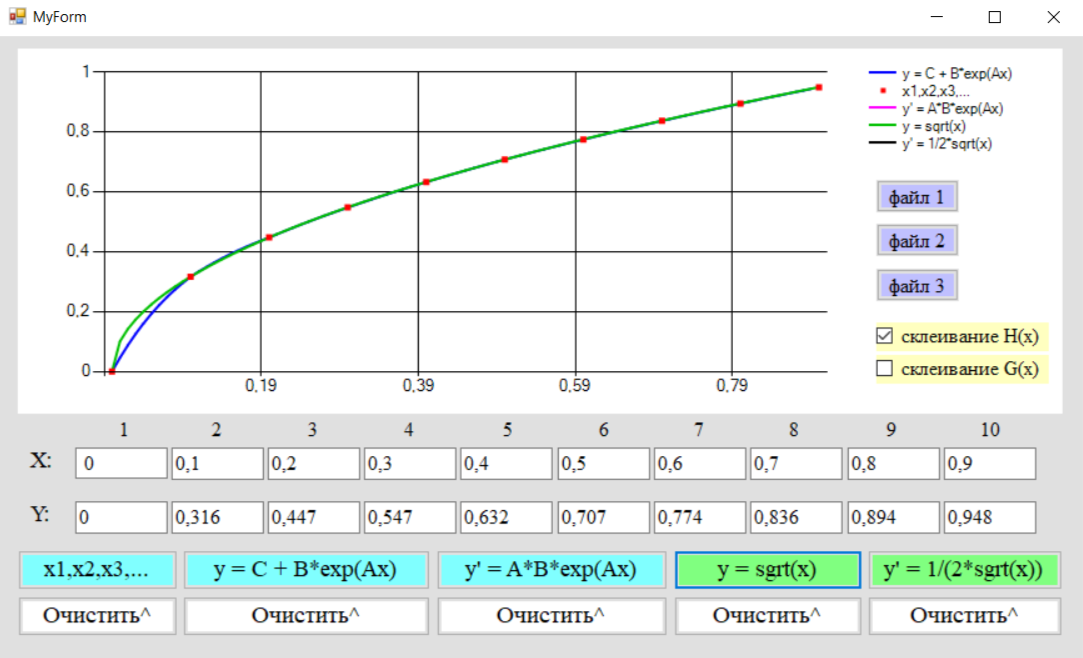 MyForm
1
0,8
0,6
0,4
0,2
0
0,19 0,39 0,59 0,79
y = C + B*exp(Ax)
x1,x2,x3,...
y' = A*B*exp(Ax)
y = sqrt(x)
y' = 1/2*sqrt(x)
файл 1
файл 2
файл 3
склеивание H(x)
склеивание G(x)
1 2 3 4 5 6 7 8 9 10
X: 0 0,1 0,2 0,3 0,4 0,5 0,6 0,7 0,8 0,9
Y: 0 0,316 0,447 0,547 0,632 0,707 0,774 0,836 0,894 0,948
x1,x2,x3,... y = C + B*exp(Ax) y' = A*B*exp(Ax) y = sgrt(x) y' = 1/(2*sgrt(x))
Очистить^ Очистить^ Очистить^ Очистить^ Очистить^